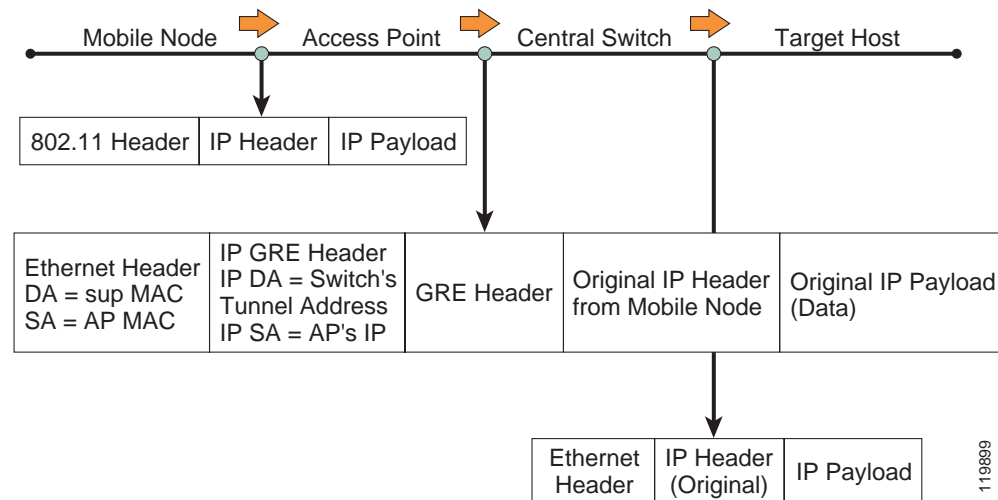 Mobile Node
Access Point
Central Switch
Target Host
802.11 Header
IP Header
IP Payload
Ethernet Header
DA = sup MAC
SA = AP MAC
IP GRE Header
IP DA = Switch's
Tunnel Address
IP SA = AP's IP
GRE Header
Original IP Header
from Mobile Node
Original IP Payload
(Data)
Ethernet
Header
IP Header
(Original)
IP Payload
119899